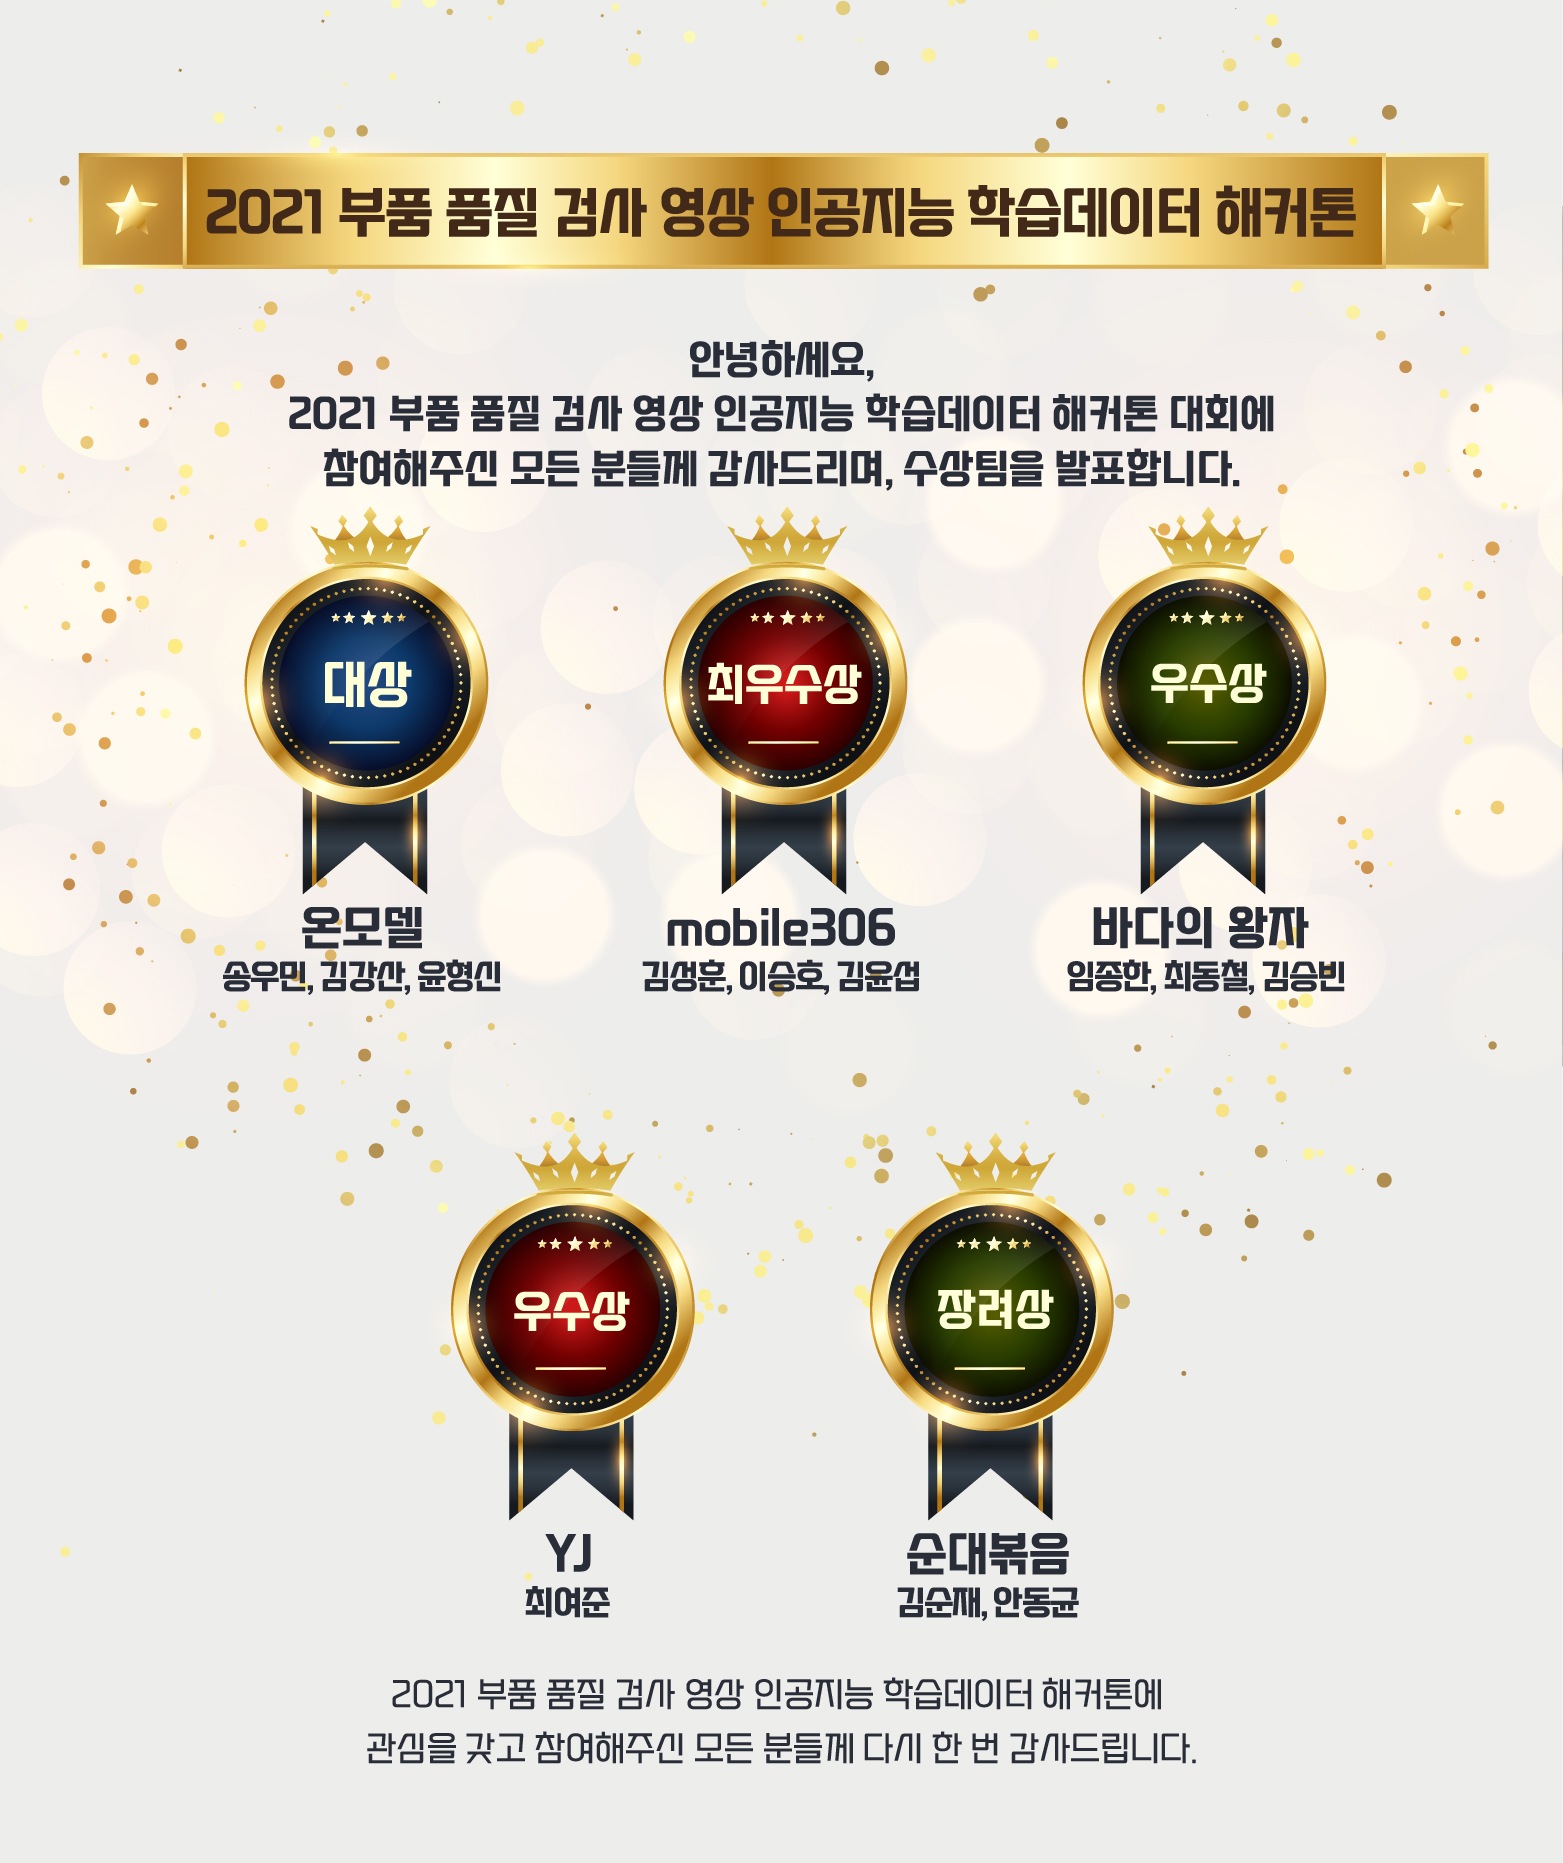 2021 부품 품질 검사 영상 인공지능 학습데이터 해커톤
안녕하세요,
2021 부품 품질 검사 영상 인공지능 학습데이터 해커톤 대회에
참여해주신 모든 분들께 감사드리며, 수상팀을 발표합니다.
대상
최우수상
우수상
온모델
mobile306
바다의 왕자
송우민, 김강산, 윤형신
김성훈, 이승호, 김윤섭
임종한, 최동철, 김승빈
우수상
장려상
YJ
순대볶음
최여준
김순재, 안동균
2021 부품 품질 검사 영상 인공지능 학습데이터 해커톤에
관심을 갖고 참여해주신 모든 분들께 다시 한 번 감사드립니다.